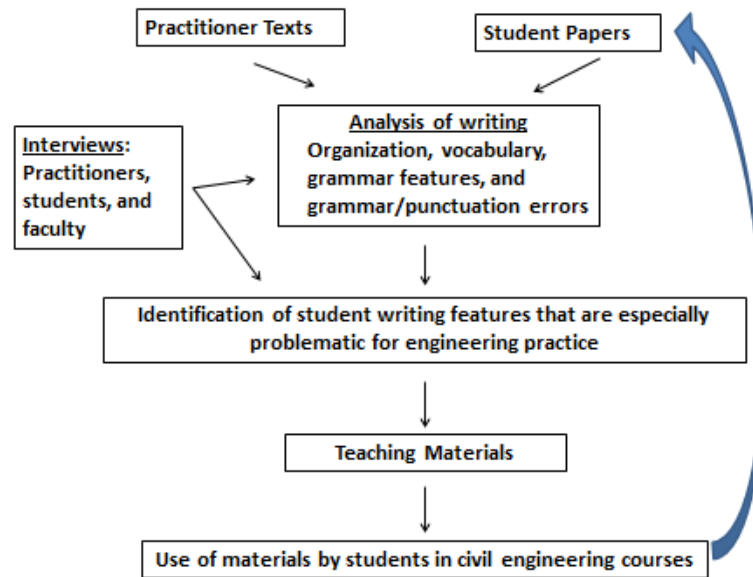 Practitioner Texts
Student Papers
Analysis of writing
Organization, vocabulary,
grammar features, and
grammar/punctuation errors
Interviews:
Practitioners,
students, and
faculty
Identification of student writing features that are especially
problematic for engineering practice
Teaching Materials
Use of materials by students in civil engineering courses